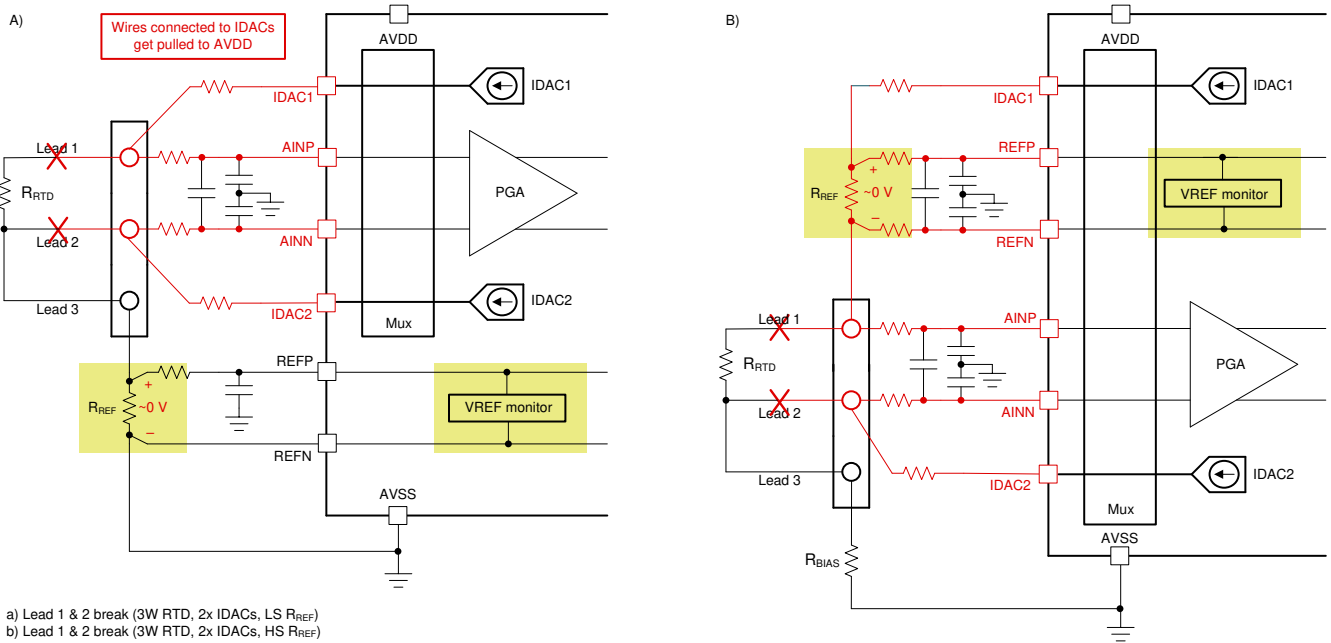 A)
Wires connected to IDACs
get pulled to AVDD
AVDD
IDAC1
IDAC1
Lead 1
AINP
RRTD
PGA
Lead 2
AINN
Lead 3
IDAC2
IDAC2
Mux
REFP
+
RREF
~0 V
–
VREF monitor
REFN
AVSS
B)
AVDD
IDAC1
IDAC1
REFP
+
RREF
~0 V
–
VREF monitor
REFN
Lead 1
AINP
RRTD
PGA
Lead 2
AINN
Lead 3
IDAC2
IDAC2
Mux
AVSS
RBIAS
a) Lead 1 & 2 break (3W RTD, 2x IDACs, LS RREF)
b) Lead 1 & 2 break (3W RTD, 2x IDACs, HS RREF)